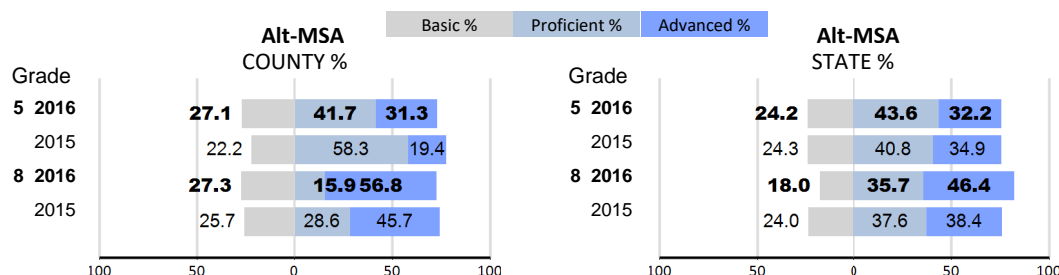 Basic % Proficient % Advanced %
Alt-MSA
COUNTY %
Alt-MSA
STATE %
Grade
5 2016 27.1 41.7 31.3
2015 22.2 58.3 19.4
8 2016 27.3 15.9 56.8
2015 25.7 28.6 45.7
100 50 0 50 100
Grade
5 2016 24.2 43.6 32.2
2015 24.3 40.8 34.9
8 2016 18.0 35.7 46.4
2015 24.0 37.6 38.4
100 50 0 50 100